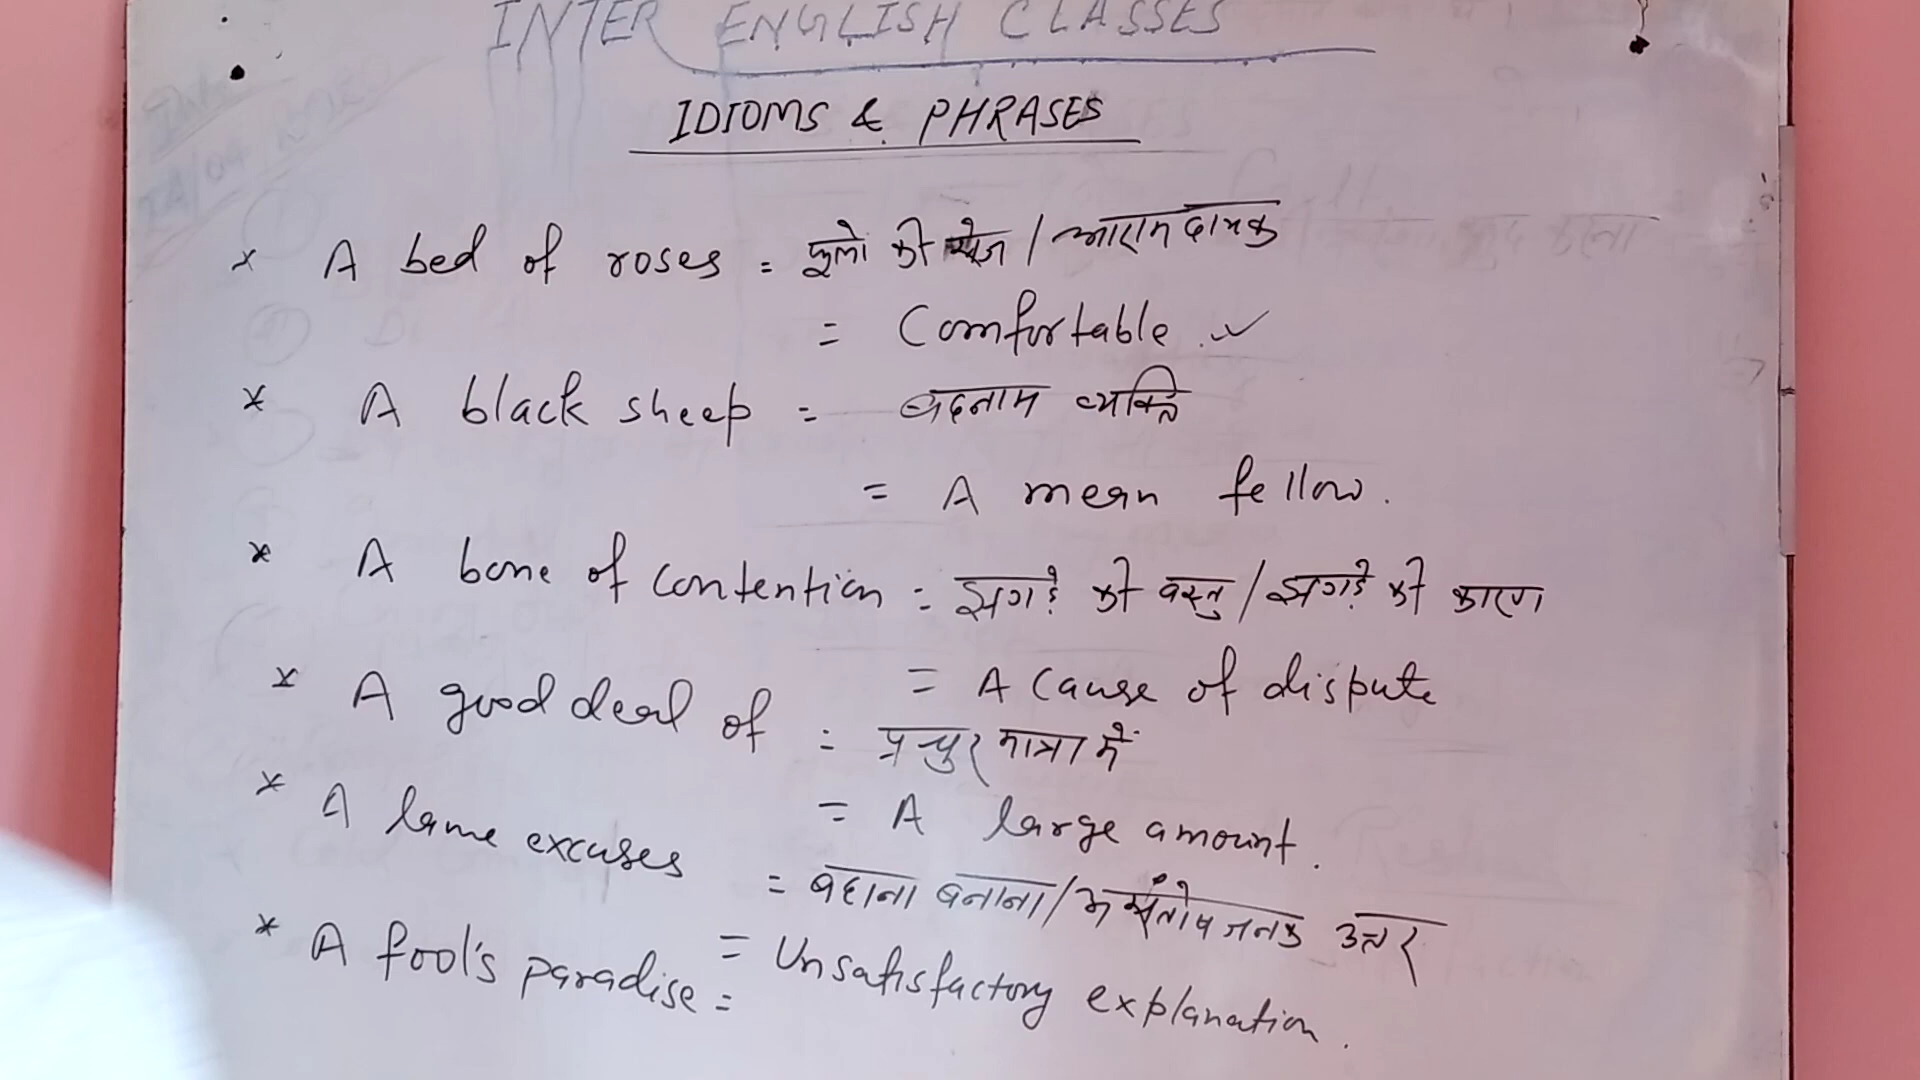 INTER ENGLISH CLASSES
IDIOMS & PHRASES
* A bed of roses = फूलो की सेज / आरामदायक
= Comfortable ✓
* A black sheep = बदनाम व्यक्ति
= A mean fellow.
* A bone of contention = झगड़े की वस्तु / झगड़े की कारण
= A cause of dispute
* A good deal of = प्रचुर मात्रा में
= A large amount.
* A lame excuses = बहाना बनाना / असंतोषजनक उत्तर
= Unsatisfactory explanation.
* A fool's paradise =